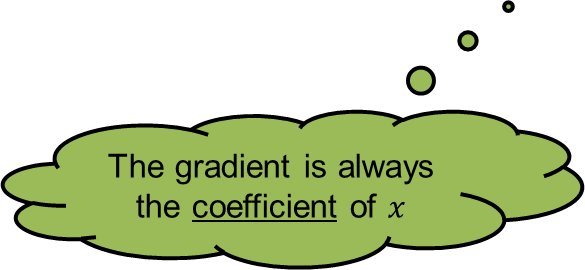 The gradient is always
the coefficient of 𝑥